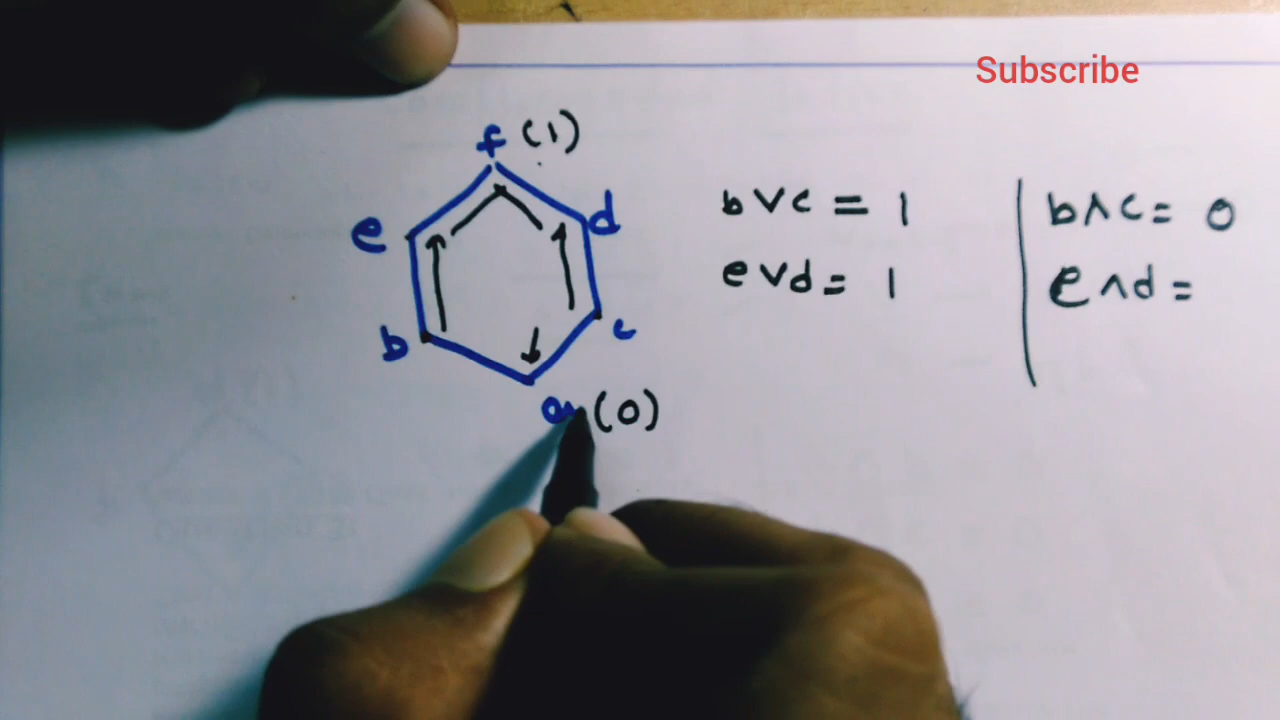 Subscribe
f (1)
e
d
b
c
a (0)
b∨c = 1
e∨d = 1
b∧c = 0
e∧d =